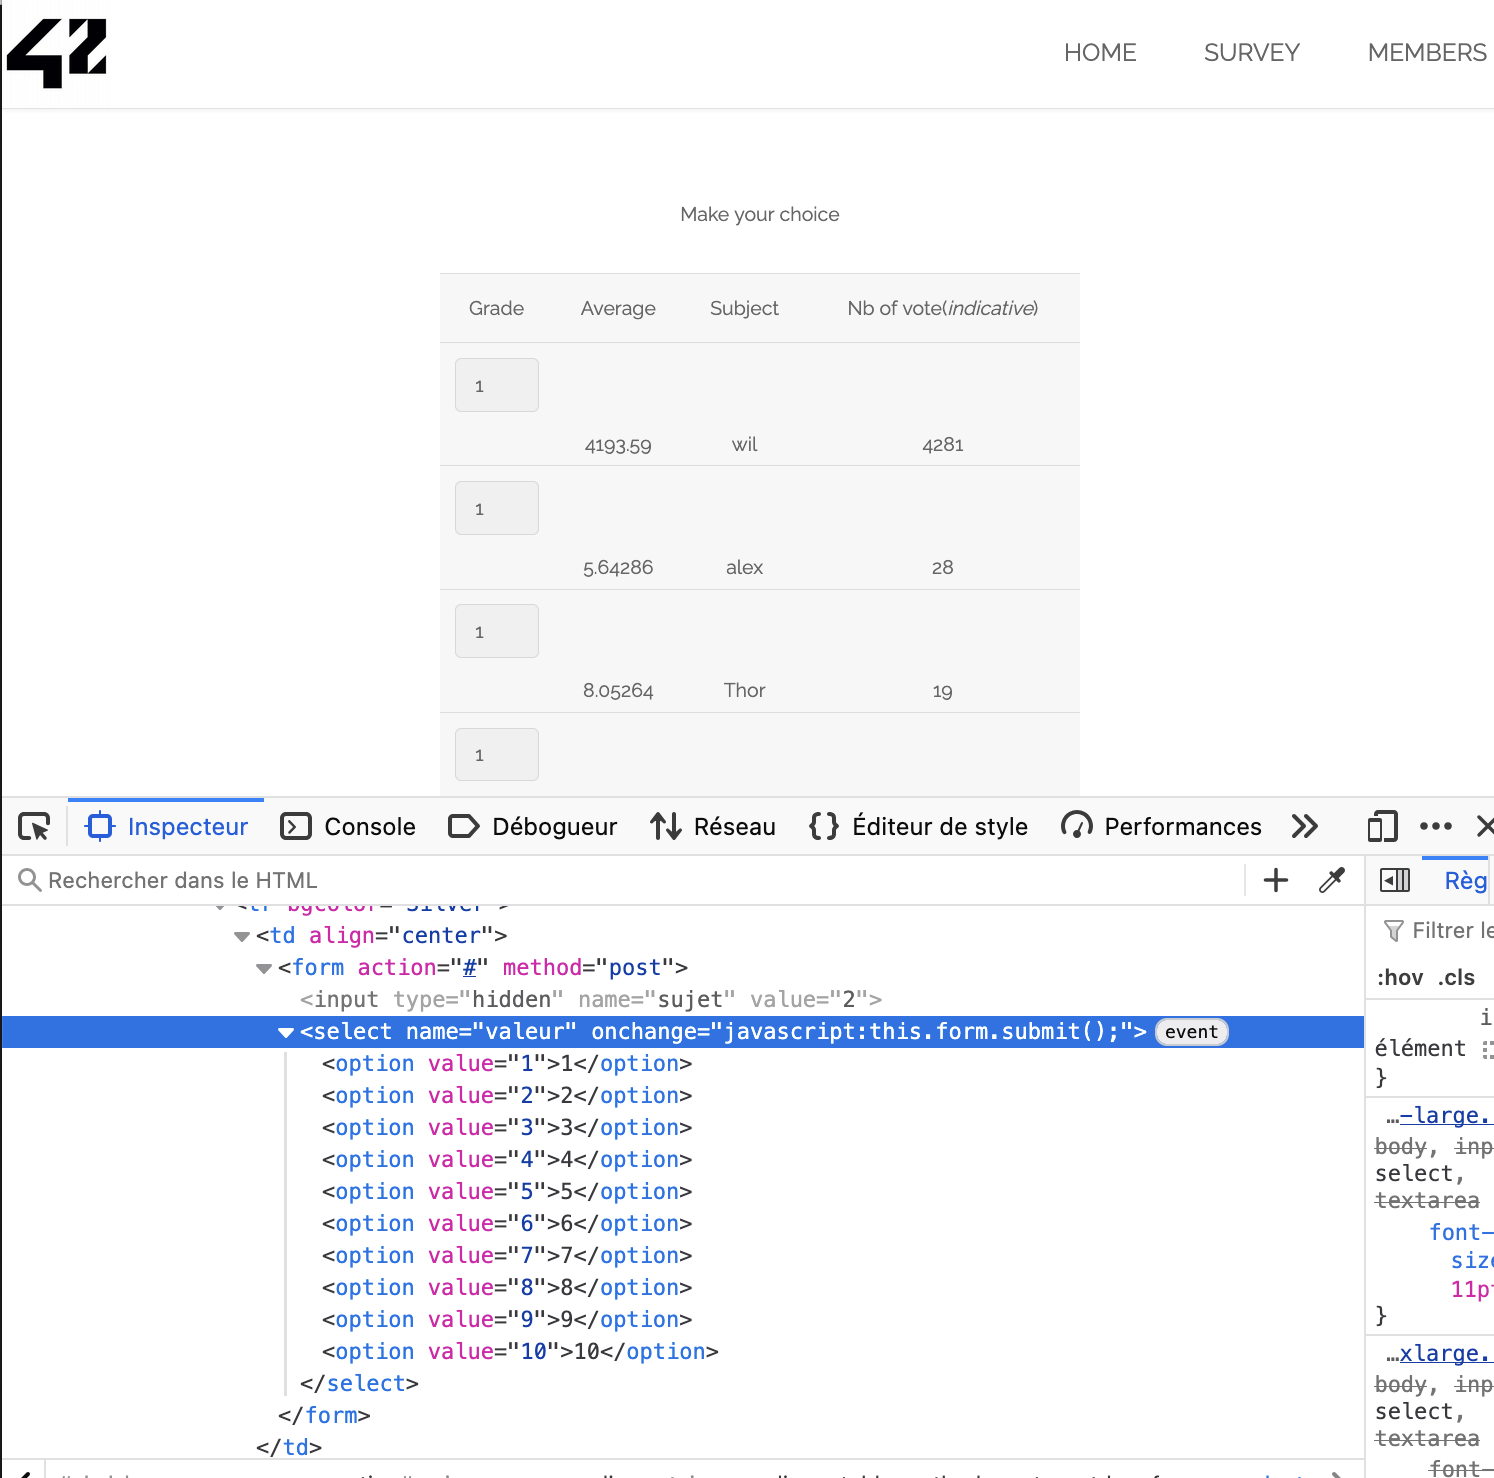 42
HOME SURVEY MEMBERS
Make your choice
Grade Average Subject Nb of vote(indicative)
1
4193.59 wil 4281
1
5.64286 alex 28
1
8.05264 Thor 19
1
Inspecteur Console Débogueur Réseau Éditeur de style Performances
Rechercher dans le HTML
Règ
<td align="center">
Filtrer le
<form action="#" method="post">
:hov .cls
<input type="hidden" name="sujet" value="2">
<select name="valeur" onchange="javascript:this.form.submit();"> event
élément
<option value="1">1</option>
}
<option value="2">2</option>
…-large.
<option value="3">3</option>
body, inp
<option value="4">4</option>
select,
<option value="5">5</option>
textarea
<option value="6">6</option>
font-
<option value="7">7</option>
size
<option value="8">8</option>
11pt
<option value="9">9</option>
}
<option value="10">10</option>
…xlarge.
</select>
body, inp
</form>
select,
</td>
textarea
font-